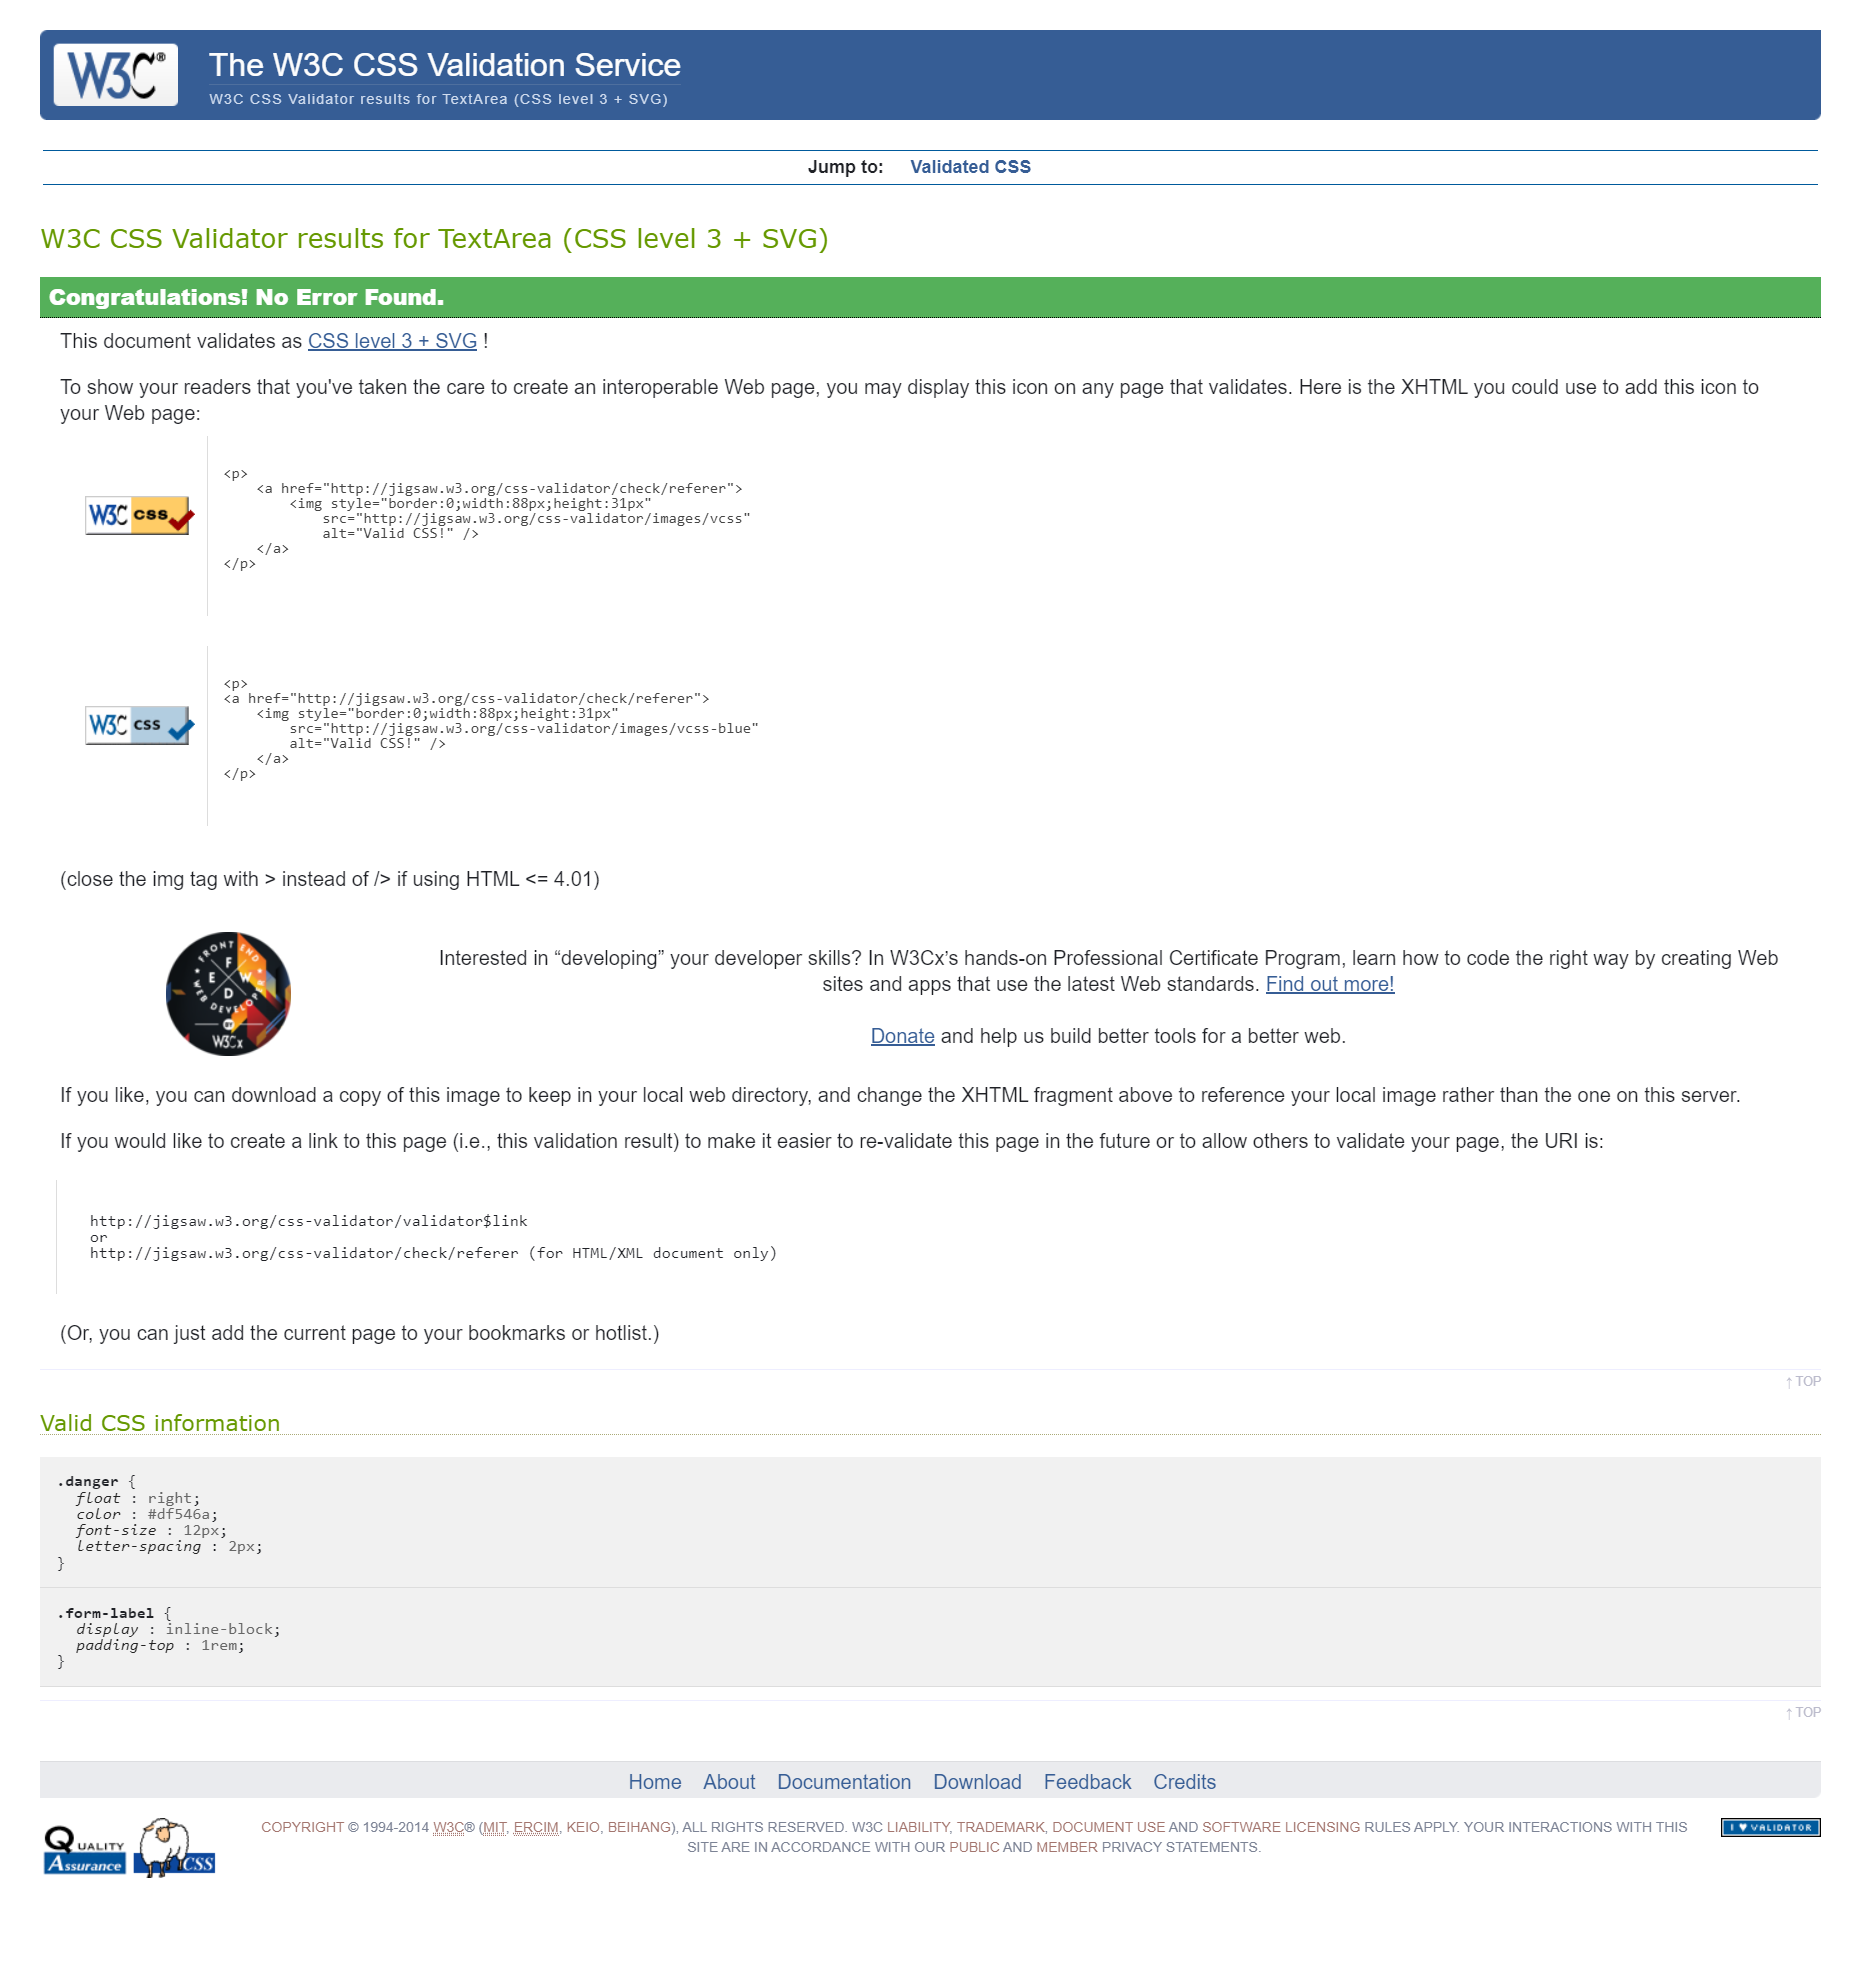 W3C®
The W3C CSS Validation Service
W3C CSS Validator results for TextArea (CSS level 3 + SVG)
Jump to: Validated CSS
W3C CSS Validator results for TextArea (CSS level 3 + SVG)
Congratulations! No Error Found.
This document validates as CSS level 3 + SVG !
To show your readers that you've taken the care to create an interoperable Web page, you may display this icon on any page that validates. Here is the XHTML you could use to add this icon to
your Web page:
W3C css
<p>
    <a href="http://jigsaw.w3.org/css-validator/check/referer">
        <img style="border:0;width:88px;height:31px"
            src="http://jigsaw.w3.org/css-validator/images/vcss"
            alt="Valid CSS!" />
    </a>
</p>
W3C css
<p>
<a href="http://jigsaw.w3.org/css-validator/check/referer">
    <img style="border:0;width:88px;height:31px"
        src="http://jigsaw.w3.org/css-validator/images/vcss-blue"
        alt="Valid CSS!" />
    </a>
</p>
(close the img tag with > instead of /> if using HTML <= 4.01)
FRONT END
F
E W
D
WEB DEVELOPER
BY
W3Cx
Interested in “developing” your developer skills? In W3Cx’s hands-on Professional Certificate Program, learn how to code the right way by creating Web
sites and apps that use the latest Web standards. Find out more!
Donate and help us build better tools for a better web.
If you like, you can download a copy of this image to keep in your local web directory, and change the XHTML fragment above to reference your local image rather than the one on this server.
If you would like to create a link to this page (i.e., this validation result) to make it easier to re-validate this page in the future or to allow others to validate your page, the URI is:
http://jigsaw.w3.org/css-validator/validator$link
or
http://jigsaw.w3.org/css-validator/check/referer (for HTML/XML document only)
(Or, you can just add the current page to your bookmarks or hotlist.)
↑ TOP
Valid CSS information
.danger {
  float : right;
  color : #df546a;
  font-size : 12px;
  letter-spacing : 2px;
}
.form-label {
  display : inline-block;
  padding-top : 1rem;
}
↑ TOP
Home About Documentation Download Feedback Credits
QUALITY
Assurance
CSS
COPYRIGHT © 1994-2014 W3C® (MIT, ERCIM, KEIO, BEIHANG), ALL RIGHTS RESERVED. W3C LIABILITY, TRADEMARK, DOCUMENT USE AND SOFTWARE LICENSING RULES APPLY. YOUR INTERACTIONS WITH THIS
SITE ARE IN ACCORDANCE WITH OUR PUBLIC AND MEMBER PRIVACY STATEMENTS.
I ♥ VALIDATOR